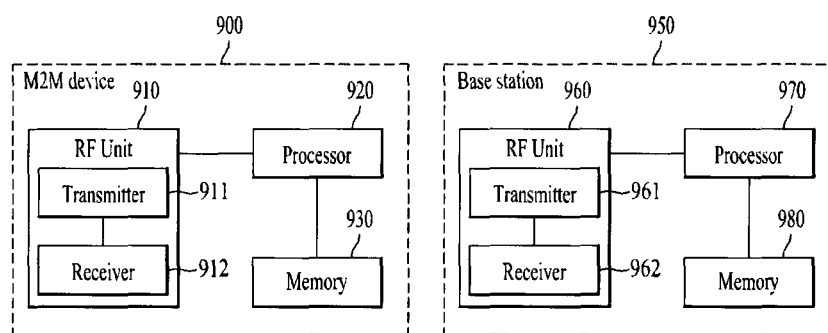 900
950
M2M device
910
920
RF Unit
Processor
Transmitter
911
930
Receiver
912
Memory
Base station
960
970
RF Unit
Processor
Transmitter
961
980
Receiver
962
Memory